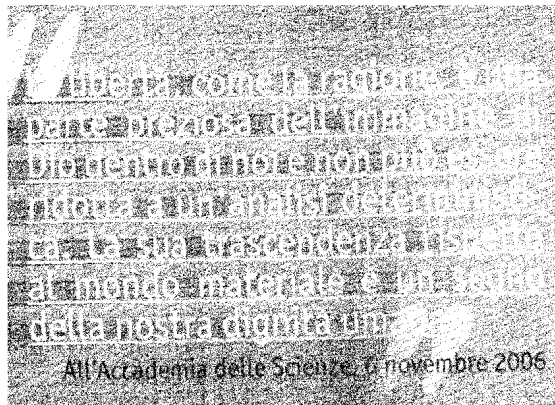 libertà, come la ragione, è una
parte preziosa dell'immagine di
Dio dentro di noi e non può essere
ridotta a un'analisi deterministi-
ca. La sua trascendenza rispetto
al mondo materiale è un segno
della nostra dignità
All'Accademia delle Scienze, 6 novembre 2006